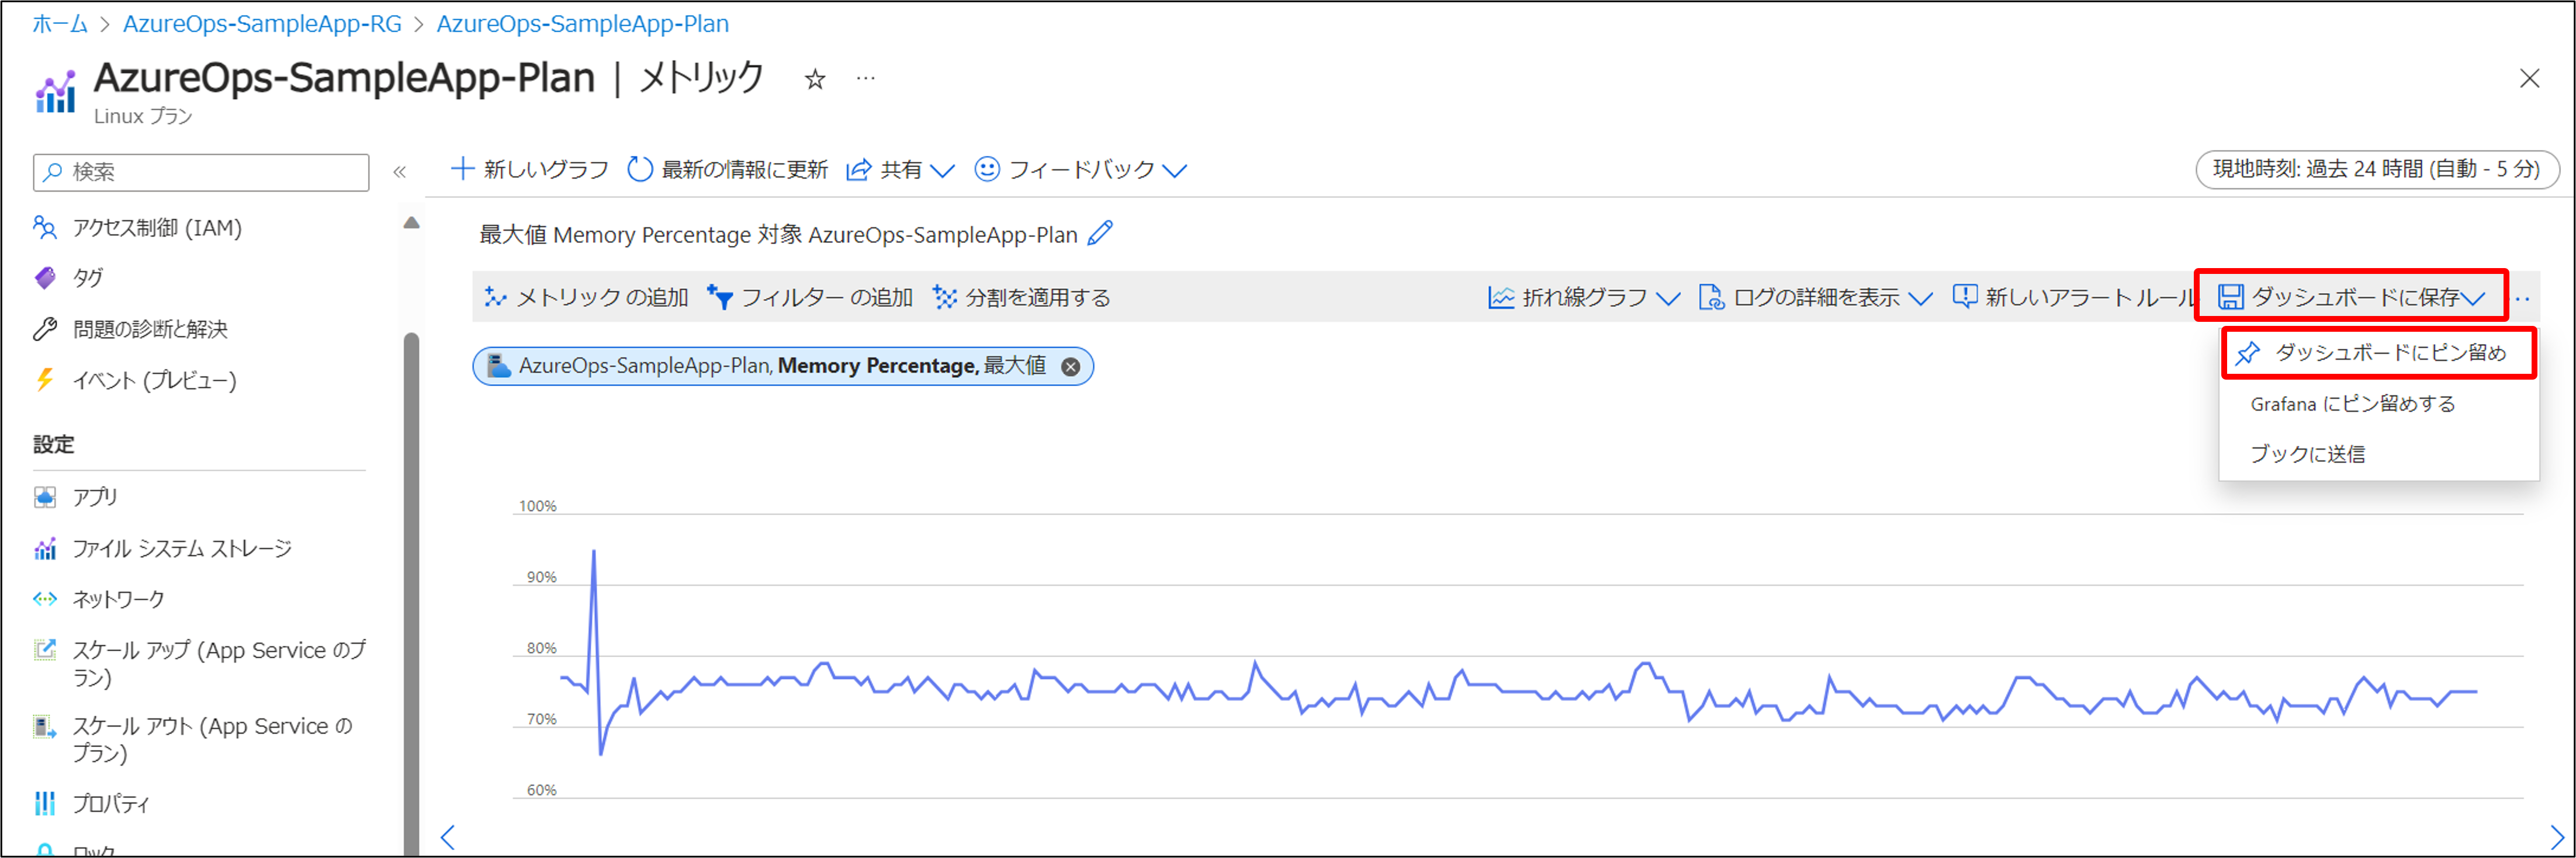 ホーム > AzureOps-SampleApp-RG > AzureOps-SampleApp-Plan
AzureOps-SampleApp-Plan | メトリック ☆ …
Linux プラン
検索
«
新しいグラフ 最新の情報に更新 共有 フィードバック
現地時刻: 過去 24 時間 (自動 - 5 分)
アクセス制御 (IAM)
タグ
問題の診断と解決
イベント (プレビュー)
設定
アプリ
ファイル システム ストレージ
ネットワーク
スケール アップ (App Service のプ
ラン)
スケール アウト (App Service の
プラン)
プロパティ
ロック
最大値 Memory Percentage 対象 AzureOps-SampleApp-Plan
メトリック の追加 フィルター の追加 分割を適用する 折れ線グラフ ログの詳細を表示 新しいアラート ルール ダッシュボードに保存
AzureOps-SampleApp-Plan, Memory Percentage, 最大値
ダッシュボードにピン留め
Grafana にピン留めする
ブックに送信
100%
90%
80%
70%
60%